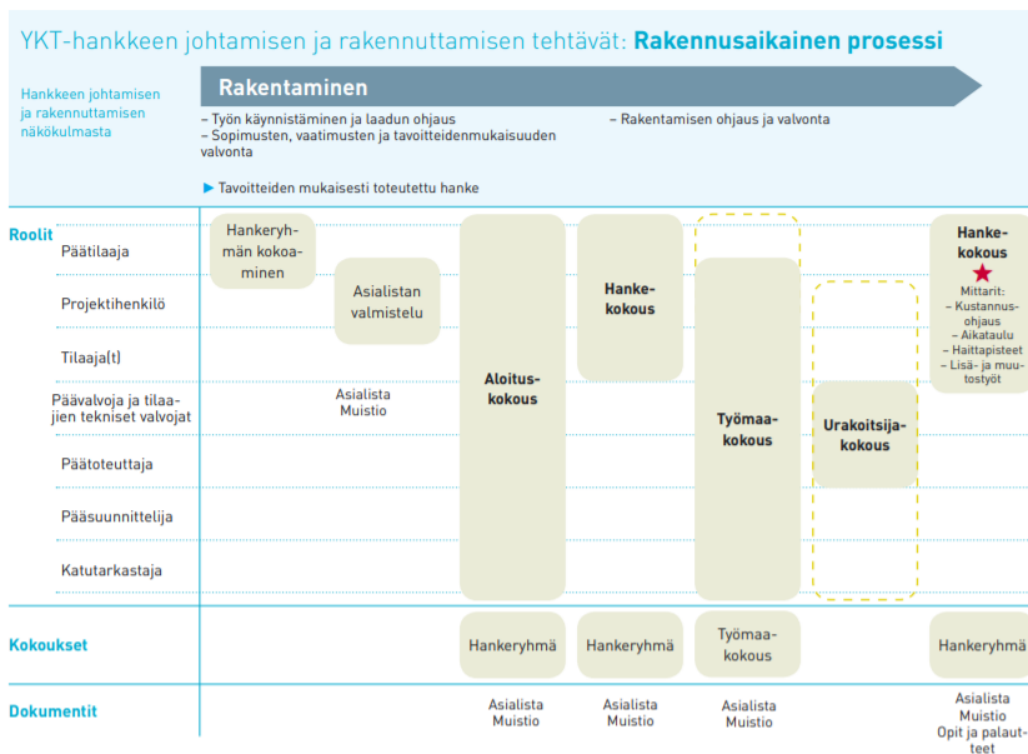 YKT-hankkeen johtamisen ja rakennuttamisen tehtävät: Rakennusaikainen prosessi
Hankkeen johtamisen
ja rakennuttamisen
näkökulmasta
Rakentaminen
– Työn käynnistäminen ja laadun ohjaus
– Sopimusten, vaatimusten ja tavoitteidenmukaisuuden
valvonta
– Rakentamisen ohjaus ja valvonta
▶ Tavoitteiden mukaisesti toteutettu hanke
Roolit
Päätilaaja
Projektihenkilö
Tilaaja(t)
Päävalvoja ja tilaa-
jien tekniset valvojat
Päätoteuttaja
Pääsuunnittelija
Katutarkastaja
Hankeryh-
män kokoa-
minen
Asialistan
valmistelu
Asialista
Muistio
Aloitus-
kokous
Hanke-
kokous
Työmaa-
kokous
Urakoitsija-
kokous
Hanke-
kokous
Mittarit:
– Kustannus-
ohjaus
– Aikataulu
– Haittapisteet
– Lisä- ja muu-
tostyöt
Kokoukset
Hankeryhmä
Hankeryhmä
Työmaa-
kokous
Hankeryhmä
Dokumentit
Asialista
Muistio
Asialista
Muistio
Asialista
Muistio
Asialista
Muistio
Opit ja palaut-
teet